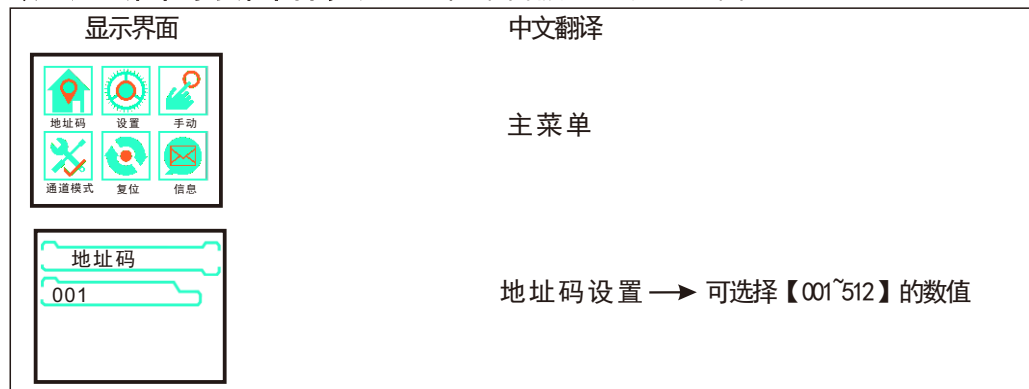 显示界面 中文翻译
地址码 设置 手动
主菜单
通道模式 复位 信息
地址码
001
地址码设置 → 可选择【001~512】的数值